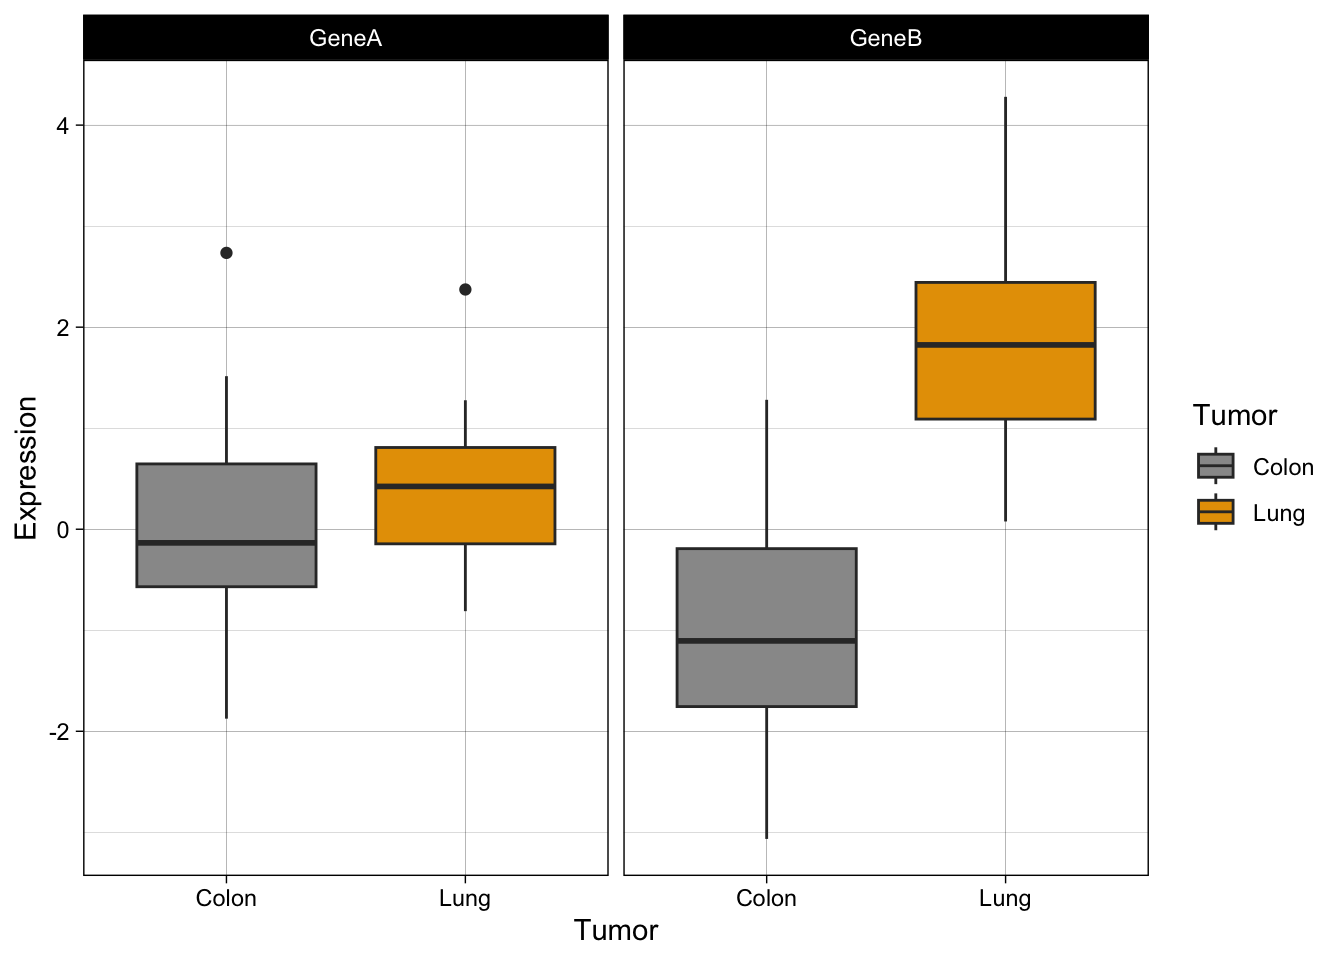 GeneA GeneB
4
2
0
-2
Expression
Colon Lung Colon Lung
Tumor
Tumor
Colon
Lung